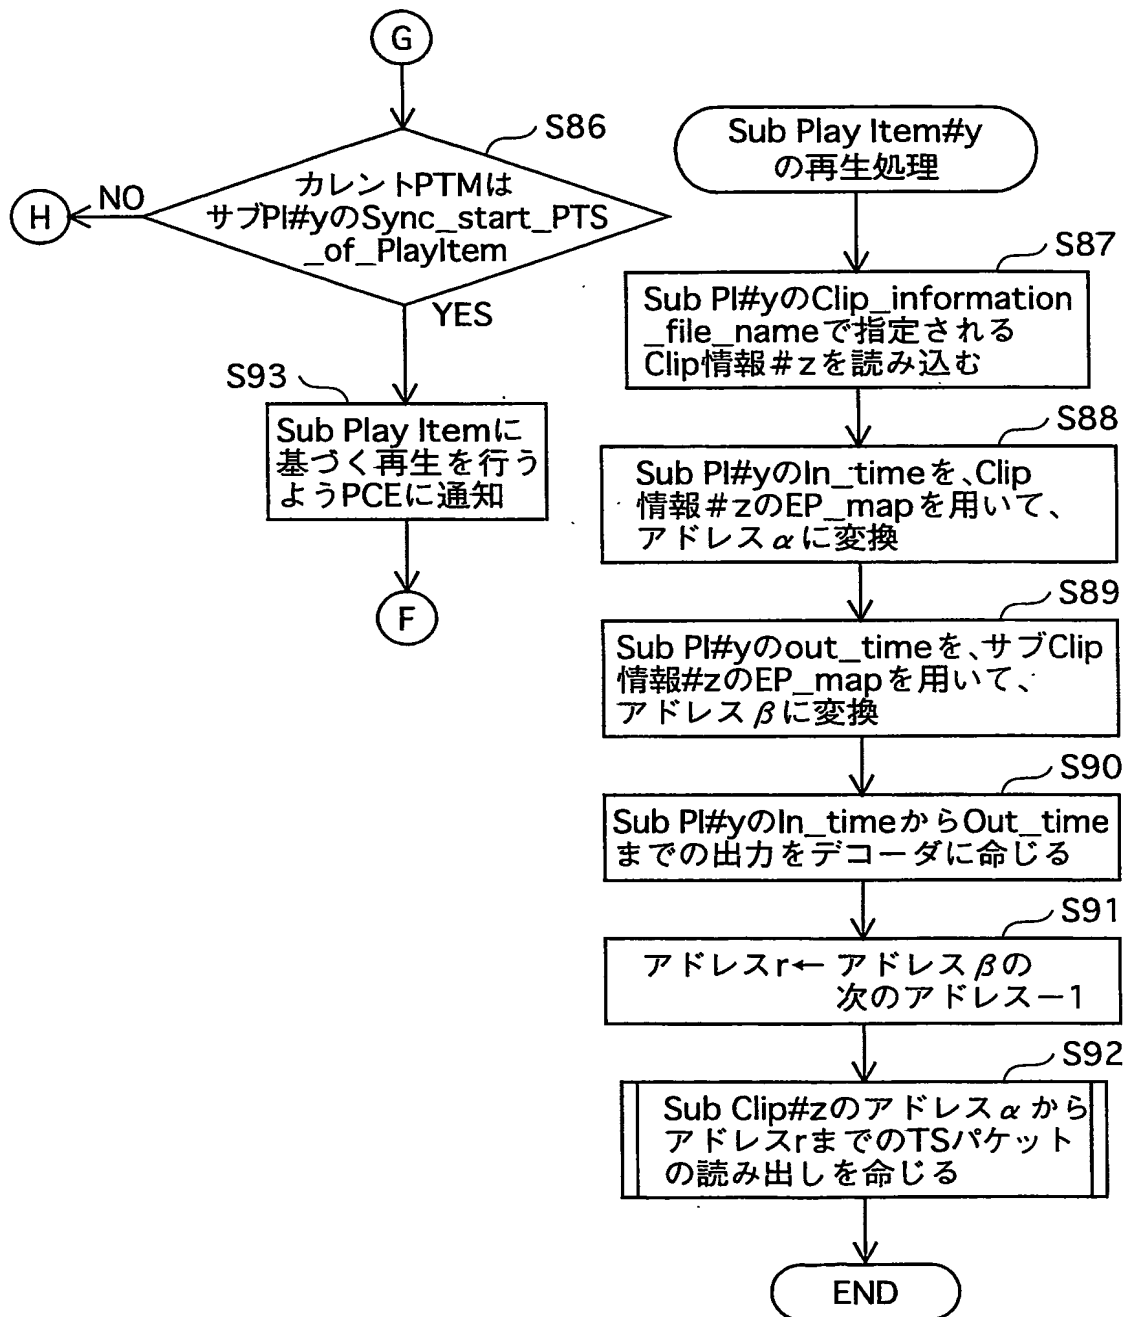 G
S86
カレントPTMは
サブPI#yのSync_start_PTS
_of_PlayItem
NO
H
YES
S93
Sub Play Itemに
基づく再生を行う
ようPCEに通知
F
Sub Play Item#y
の再生処理
S87
Sub PI#yのClip_information
_file_nameで指定される
Clip情報#zを読み込む
S88
Sub PI#yのIn_timeを、Clip
情報#zのEP_mapを用いて、
アドレスαに変換
S89
Sub PI#yのout_timeを、サブClip
情報#zのEP_mapを用いて、
アドレスβに変換
S90
Sub PI#yのIn_timeからOut_time
までの出力をデコーダに命じる
S91
アドレスr← アドレスβの
次のアドレス−1
S92
Sub Clip#zのアドレスαから
アドレスrまでのTSパケット
の読み出しを命じる
END